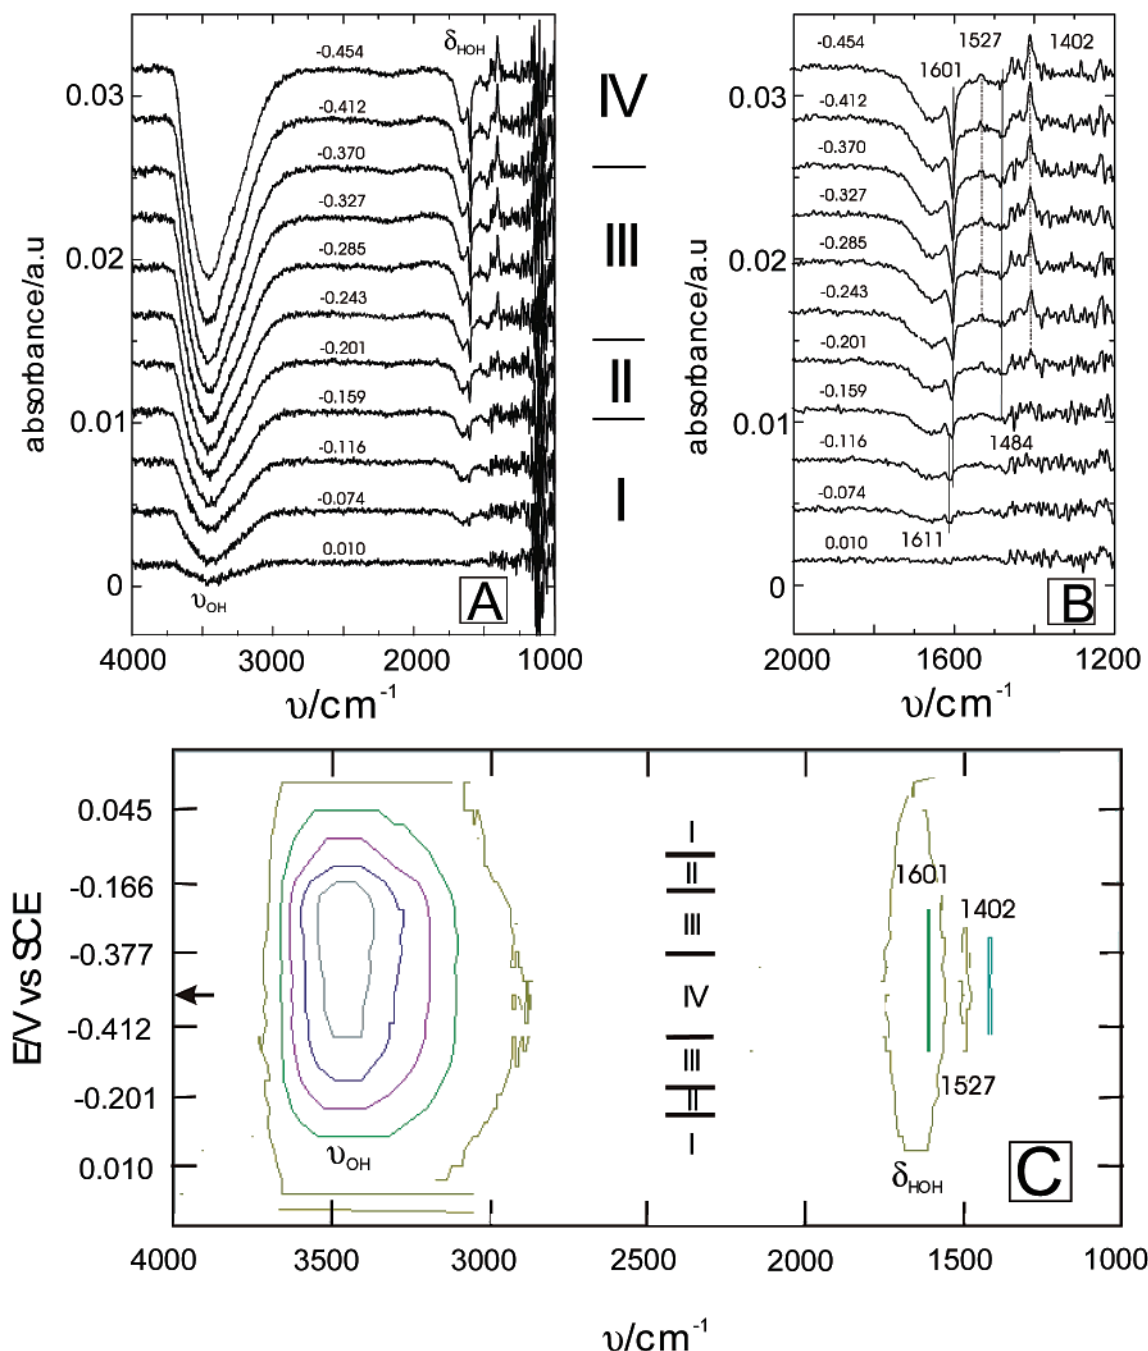 δHOH
-0.454
-0.412
-0.370
-0.327
-0.285
-0.243
-0.201
-0.159
-0.116
-0.074
0.010
υOH
A
0.03
0.02
0.01
0
absorbance/a.u
4000 3000 2000 1000
υ/cm-1
IV
III
II
I
1527 1402
1601
-0.454
-0.412
-0.370
-0.327
-0.285
-0.243
-0.201
-0.159
1484
-0.116
-0.074
1611
0.010
B
0.03
0.02
0.01
0
absorbance/a.u
2000 1600 1200
υ/cm-1
E/V vs SCE
0.045
-0.166
-0.377
-0.412
-0.201
0.010
I
II
III
IV
III
II
I
1601
1402
1527
υOH
δHOH
C
4000 3500 3000 2500 2000 1500 1000
υ/cm-1